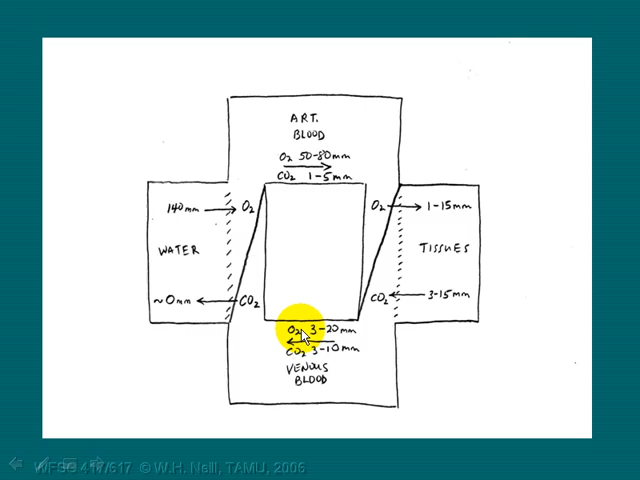 ART.
BLOOD
O2 50-80mm
CO2 1-5mm
140mm
O2
O2
1-15mm
WATER
TISSUES
~0mm
CO2
CO2
3-15mm
O2 3-20mm
CO2 3-10mm
VENOUS
BLOOD
WFSC 417/617 © W.H. Neill, TAMU, 2006